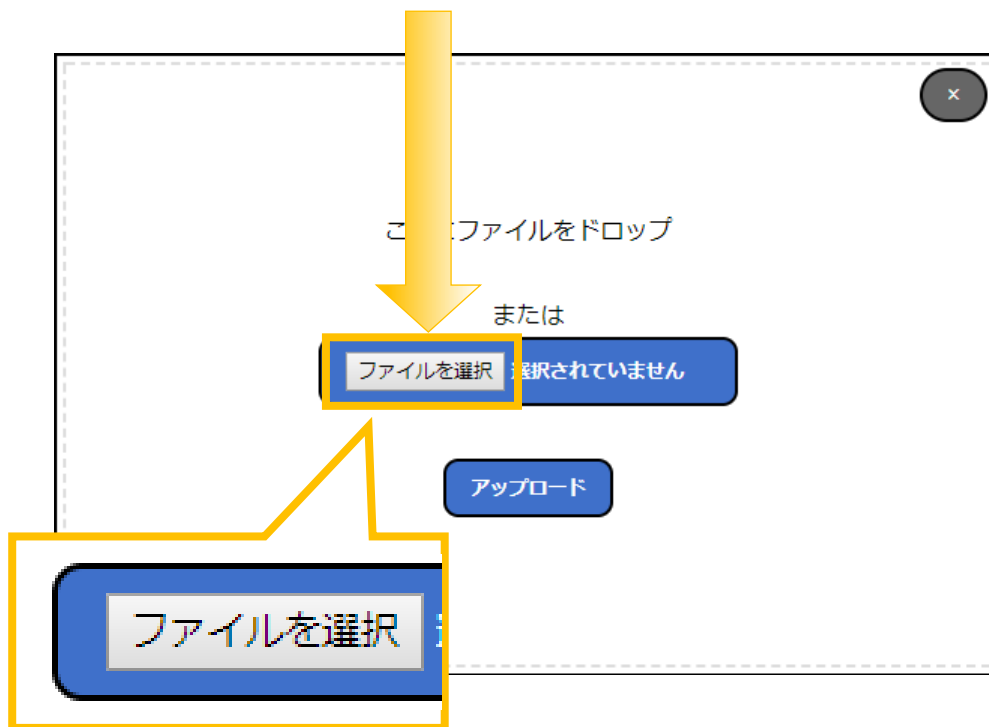 ×
こ にファイルをドロップ
または
ファイルを選択 選択されていません
アップロード
ファイルを選択